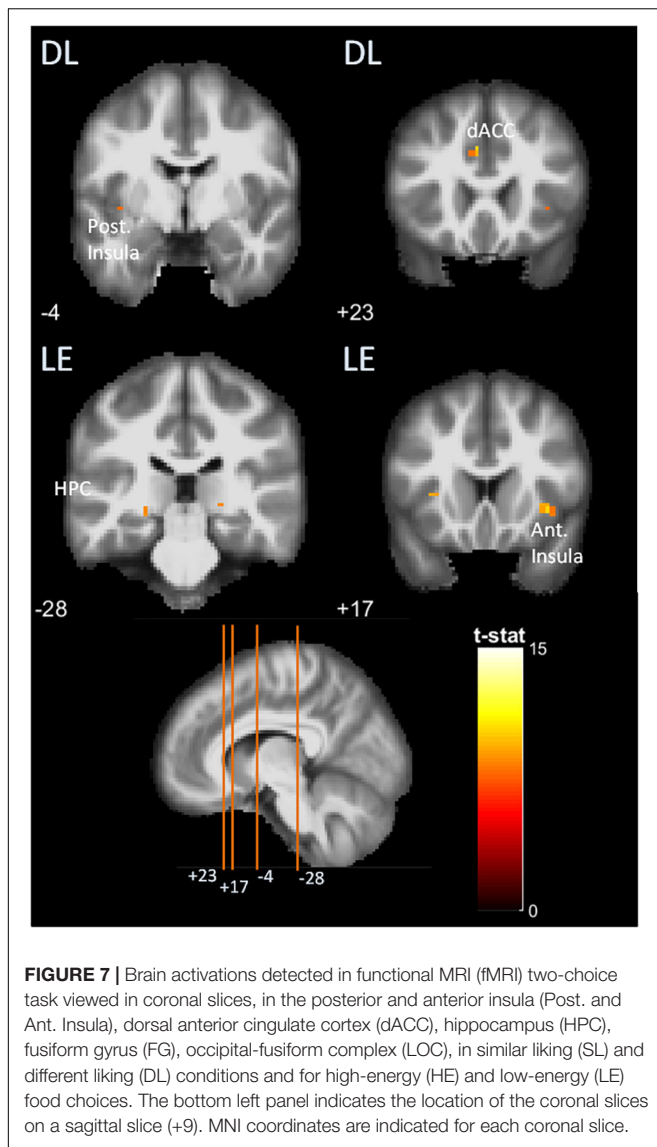 DL
DL
dACC
Post.
Insula
-4
+23
LE
LE
HPC
Ant.
Insula
-28
+17
t-stat
15
0
+23
+17
-4
-28
FIGURE 7 | Brain activations detected in functional MRI (fMRI) two-choice
task viewed in coronal slices, in the posterior and anterior insula (Post. and
Ant. Insula), dorsal anterior cingulate cortex (dACC), hippocampus (HPC),
fusiform gyrus (FG), occipital-fusiform complex (LOC), in similar liking (SL) and
different liking (DL) conditions and for high-energy (HE) and low-energy (LE)
food choices. The bottom left panel indicates the location of the coronal slices
on a sagittal slice (+9). MNI coordinates are indicated for each coronal slice.